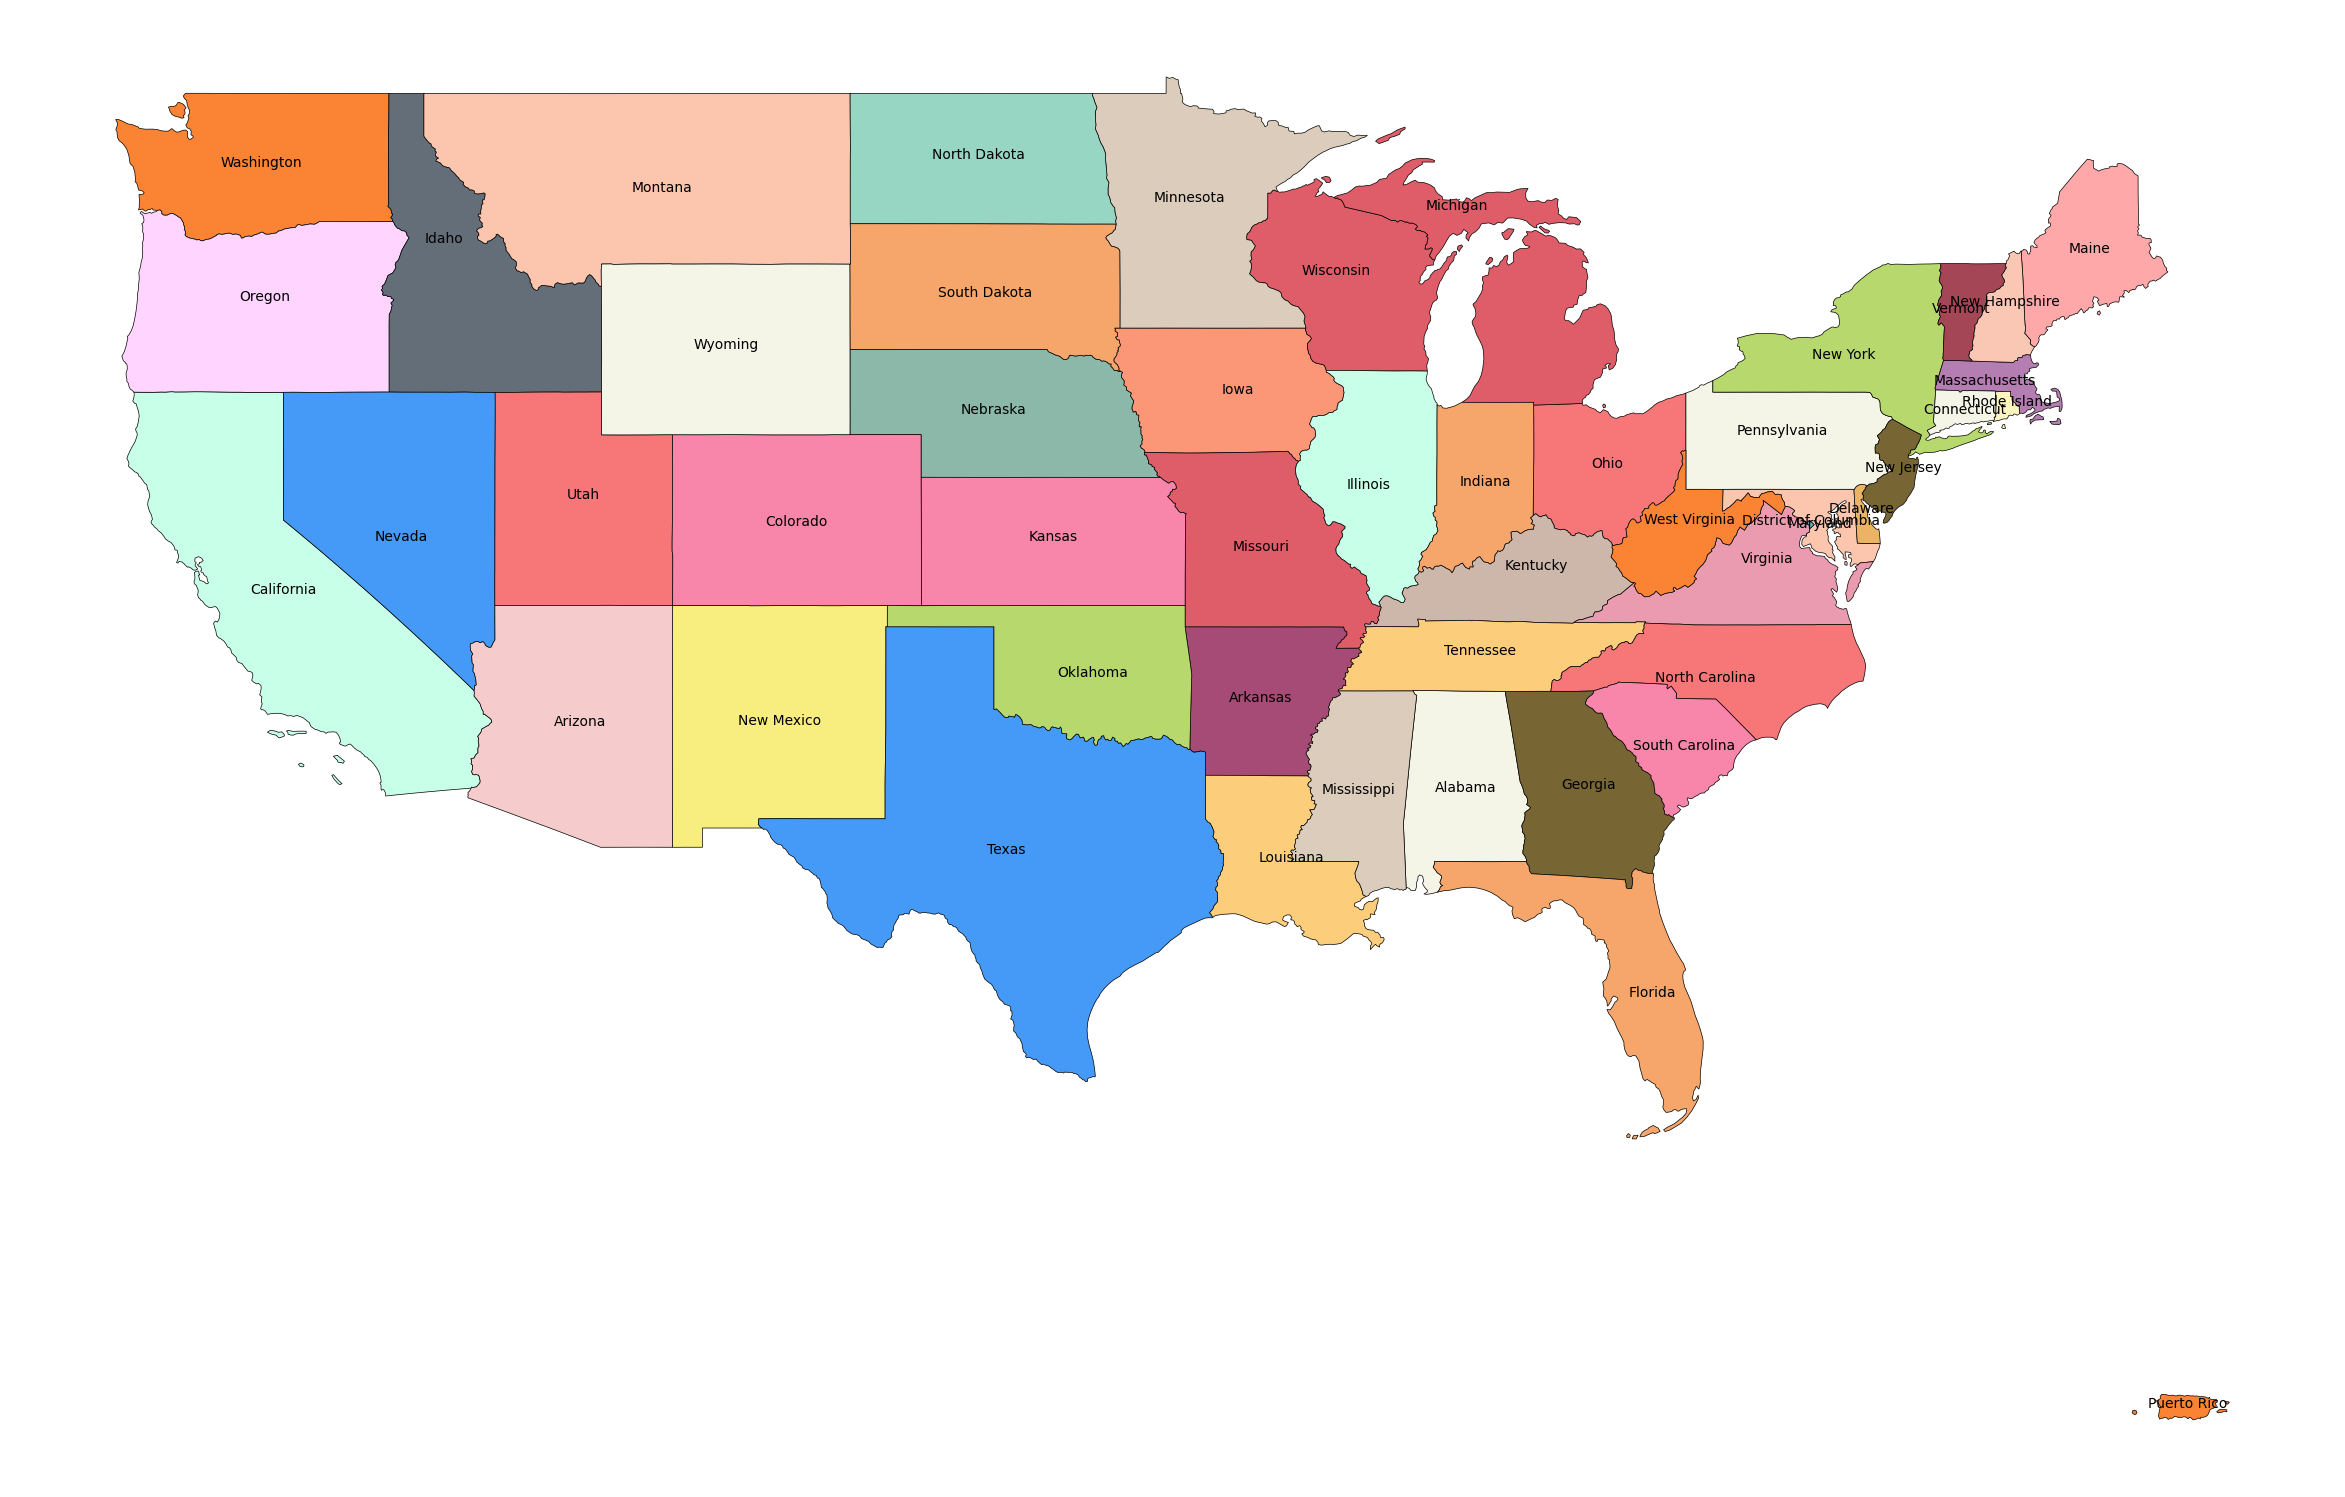 Washington
North Dakota
Montana
Minnesota
Michigan
Idaho
Maine
Wisconsin
Oregon
South Dakota
New Hampshire
Vermont
Wyoming
New York
Massachusetts
Iowa
Rhode Island
Nebraska
Connecticut
Pennsylvania
Ohio
New Jersey
Indiana
Illinois
Utah
Delaware
West Virginia
District of Columbia
Colorado
Maryland
Nevada
Kansas
Missouri
Virginia
Kentucky
California
Tennessee
Oklahoma
North Carolina
Arkansas
New Mexico
Arizona
South Carolina
Georgia
Alabama
Mississippi
Texas
Louisiana
Florida
Puerto Rico